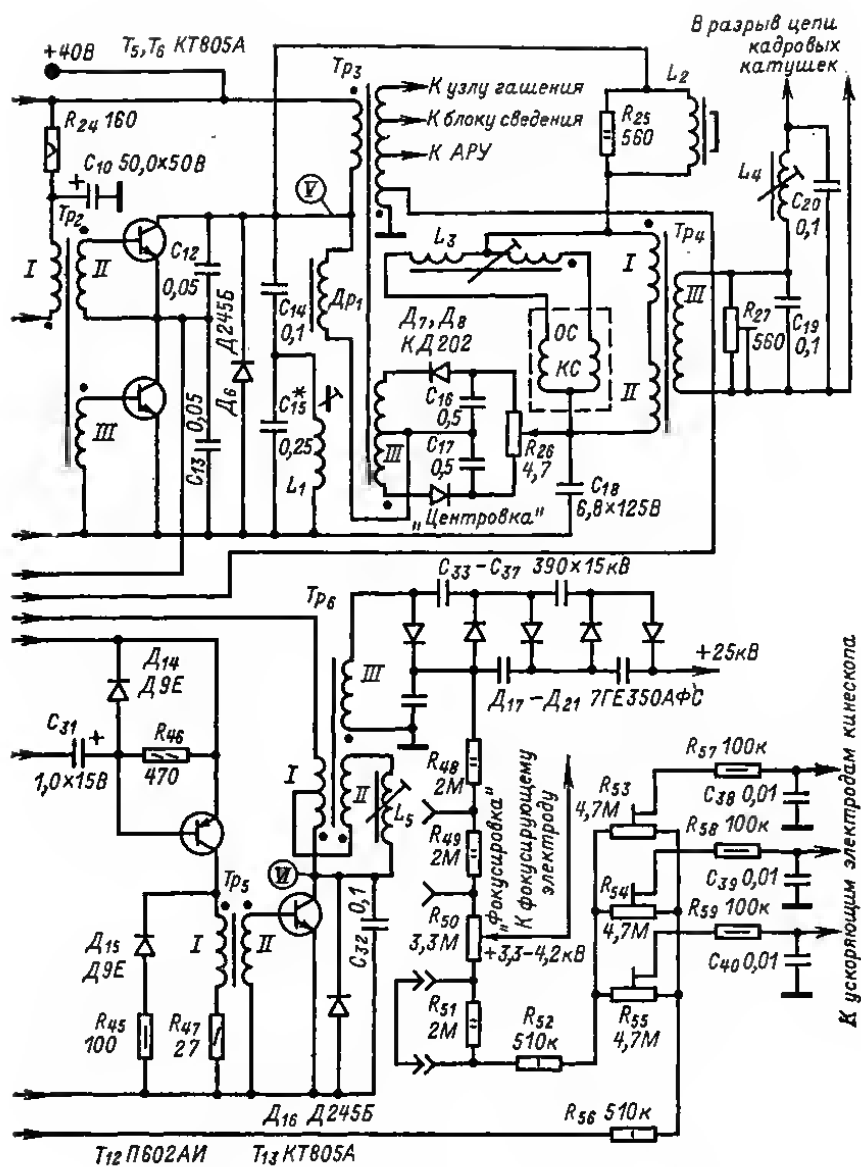 В разрыв цепи
кадровых
катушек
T5, T6 КТ805А
+40В
Тр3
К узлу гашения
К блоку сведения
К АРУ
L2
R24 160
R25
560
C10 50,0×50В
L4
C20
0,1
Тр2
V
Тр4
I
II
C12
0,05
L3
I
III
R27
560
C19
0,1
C14
0,1
Др1
Д7, Д8
КД202
ОС
КС
Д245Б
Д6
C15*
0,25
C16
0,5
II
III
0,05
C13
III
C17
0,5
R26
4,7
L1
C18
6,8×125В
„Центровка"
Тр6
C33–C37 390×15кВ
Д14
Д9Е
III
+25кВ
Д17–Д21 7ГЕ350АФС
C31
1,0×15В
R46
470
R57 100к
I
II
L5
R48
2М
R53
4,7М
C38 0,01
R58 100к
„Фокусировка"
К фокусирующему
электроду
R49
2М
VI
Тр5
C39 0,01
R54
4,7М
R59 100к
R50
3,3М
+3,3–4,2кВ
C40 0,01
К ускоряющим электродам кинескопа
Д15
Д9Е
I
II
C32
0,1
R45
100
R47
27
R51
2М
R52
510к
R55
4,7М
Д16 Д245Б
R56 510к
T12 П602АИ
T13 КТ805А